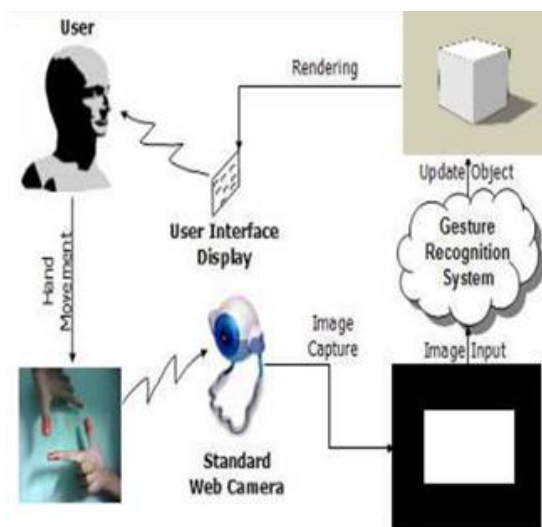 User
Rendering
Update Object
Gesture
Recognition
System
User Interface
Display
Hand
Movement
Image
Capture
Image Input
Standard
Web Camera